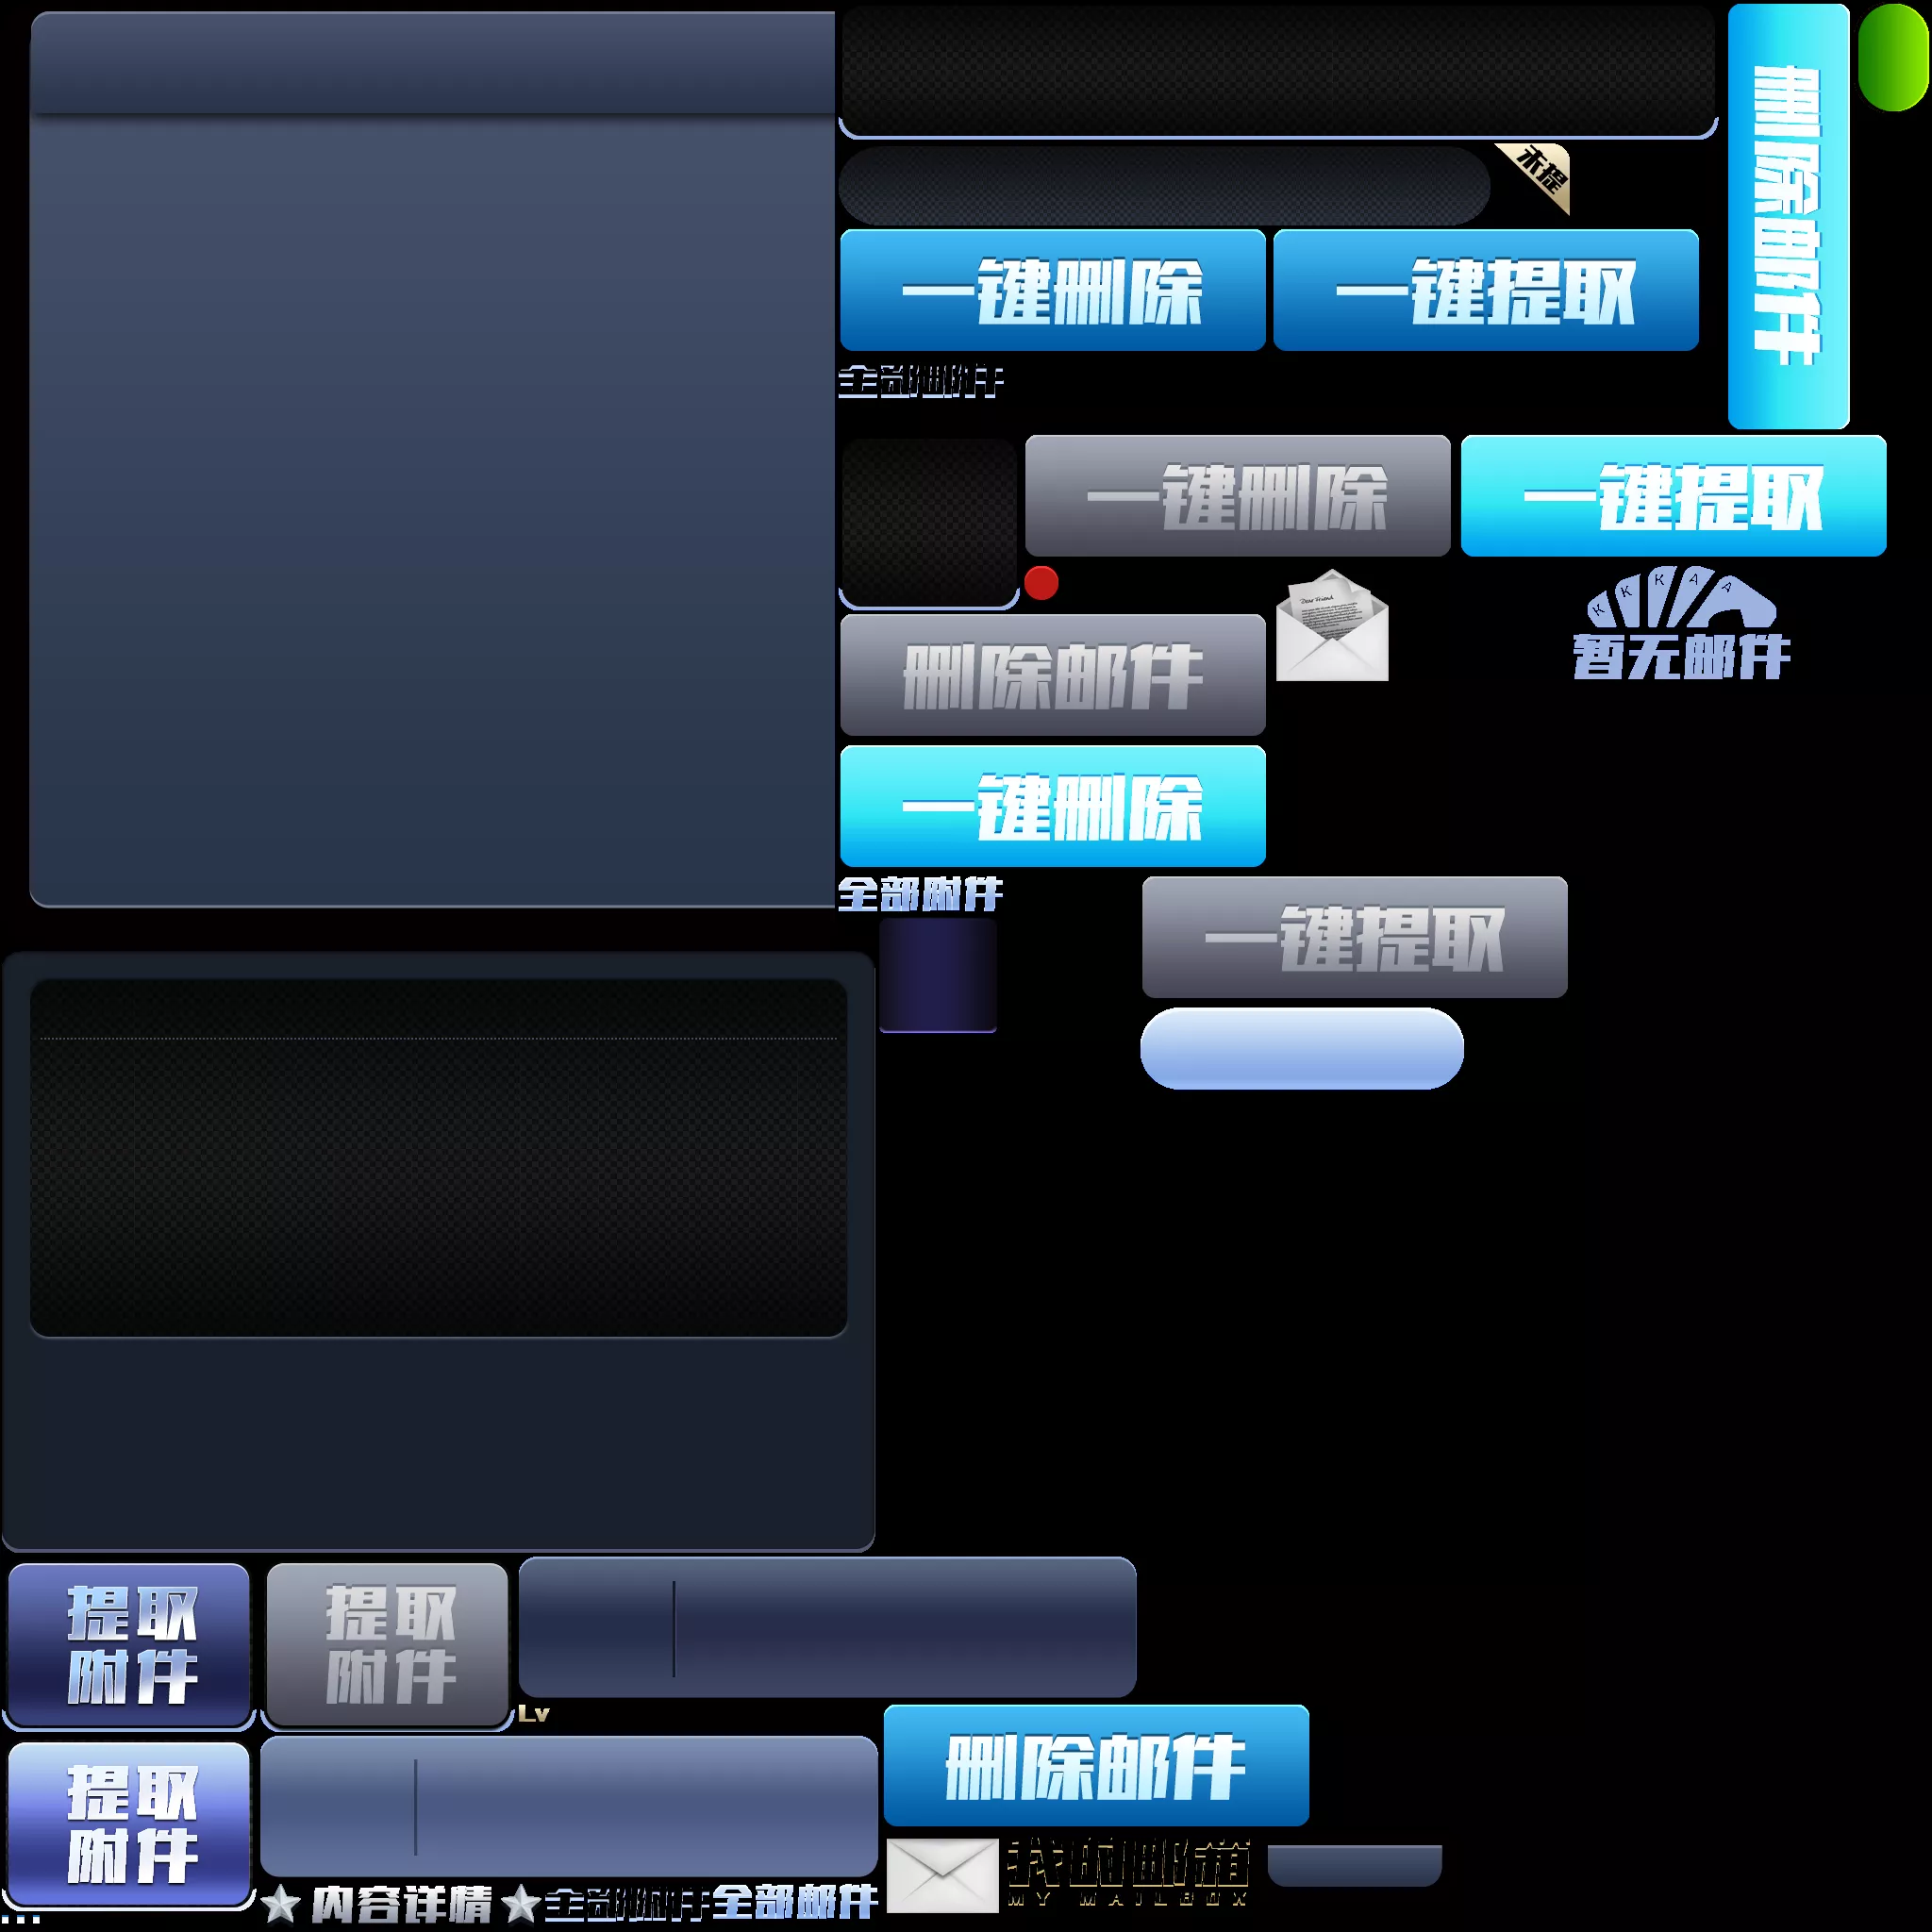 未提
删除邮件
一键删除
一键提取
全部邮件
一键删除
一键提取
Dear Friend
K K K A A
暂无邮件
删除邮件
一键删除
全部附件
一键提取
提取
附件
提取
附件
Lv
删除邮件
提取
附件
内容详情
全部附件
全部邮件
我的邮箱
MY MAILBOX